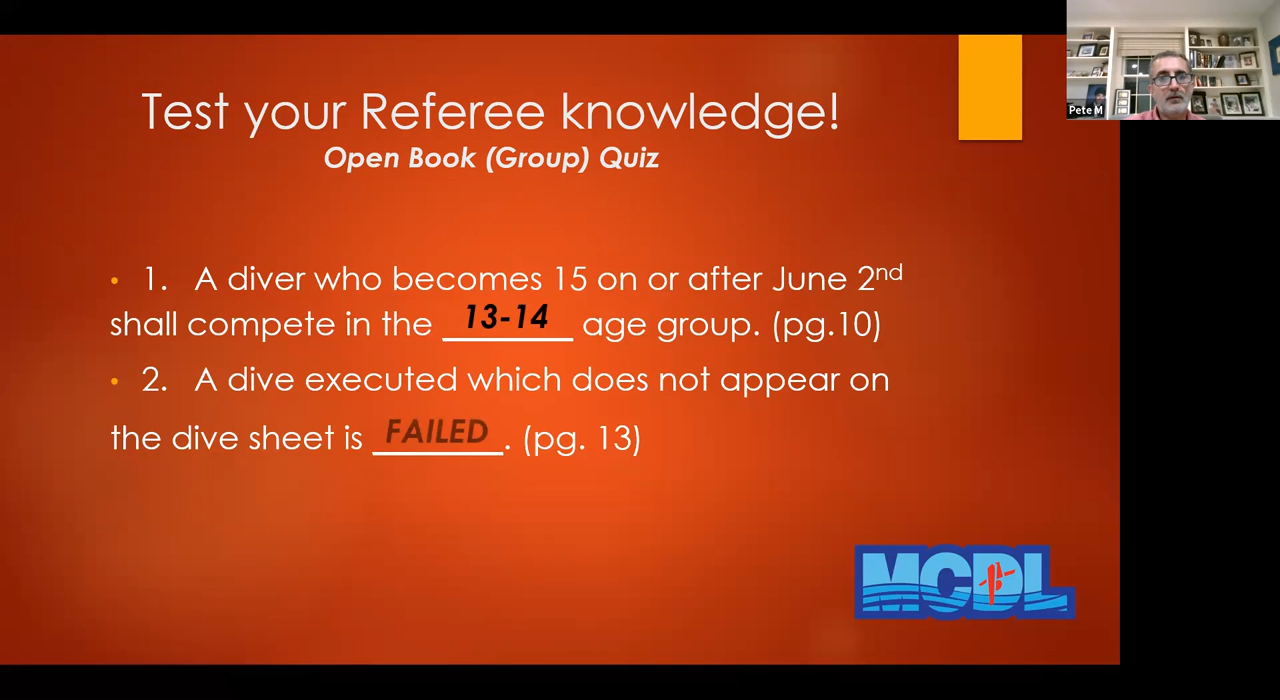 Test your Referee knowledge!
Open Book (Group) Quiz
Pete M
• 1. A diver who becomes 15 on or after June 2nd
shall compete in the 13-14 age group. (pg.10)
• 2. A dive executed which does not appear on
the dive sheet is FAILED. (pg. 13)
MCDL